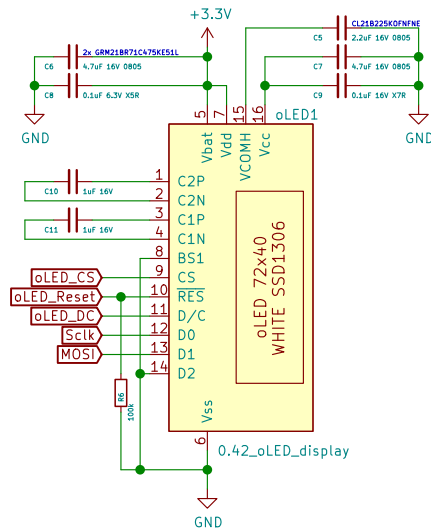 +3.3V
2x GRM21BR71C475KE51L
C6 4.7uF 16V 0805
C8 0.1uF 6.3V X5R
GND
CL21B225KOFNFNE
C5 2.2uF 16V 0805
C7 4.7uF 16V 0805
C9 0.1uF 16V X7R
GND
5 7 15 16 oLED1
Vbat Vdd VCOMH Vcc
C10 1uF 16V 1 C2P
2 C2N
C11 1uF 16V 3 C1P
4 C1N
8 BS1
oLED_CS 9 CS
oLED_Reset 10 RES
oLED_DC 11 D/C
Sclk 12 D0
MOSI 13 D1
14 D2
oLED 72x40
WHITE SSD1306
R6
100k
Vss
6 0.42_oLED_display
GND